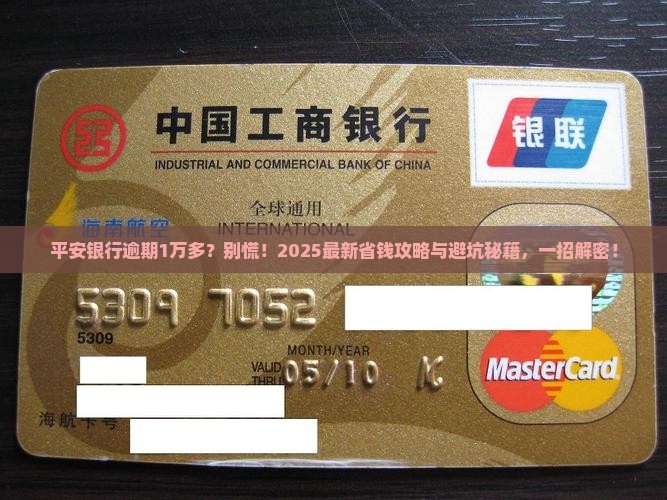 中国工商银行
INDUSTRIAL AND COMMERCIAL BANK OF CHINA
银联
全球通用
海南航空
INTERNATIONAL
平安银行逾期1万多？别慌！2025最新省钱攻略与避坑秘籍，一招解密！
5309 7052
5309
MONTH/YEAR
VALID
THRU
05/10
MasterCard
海航卡号